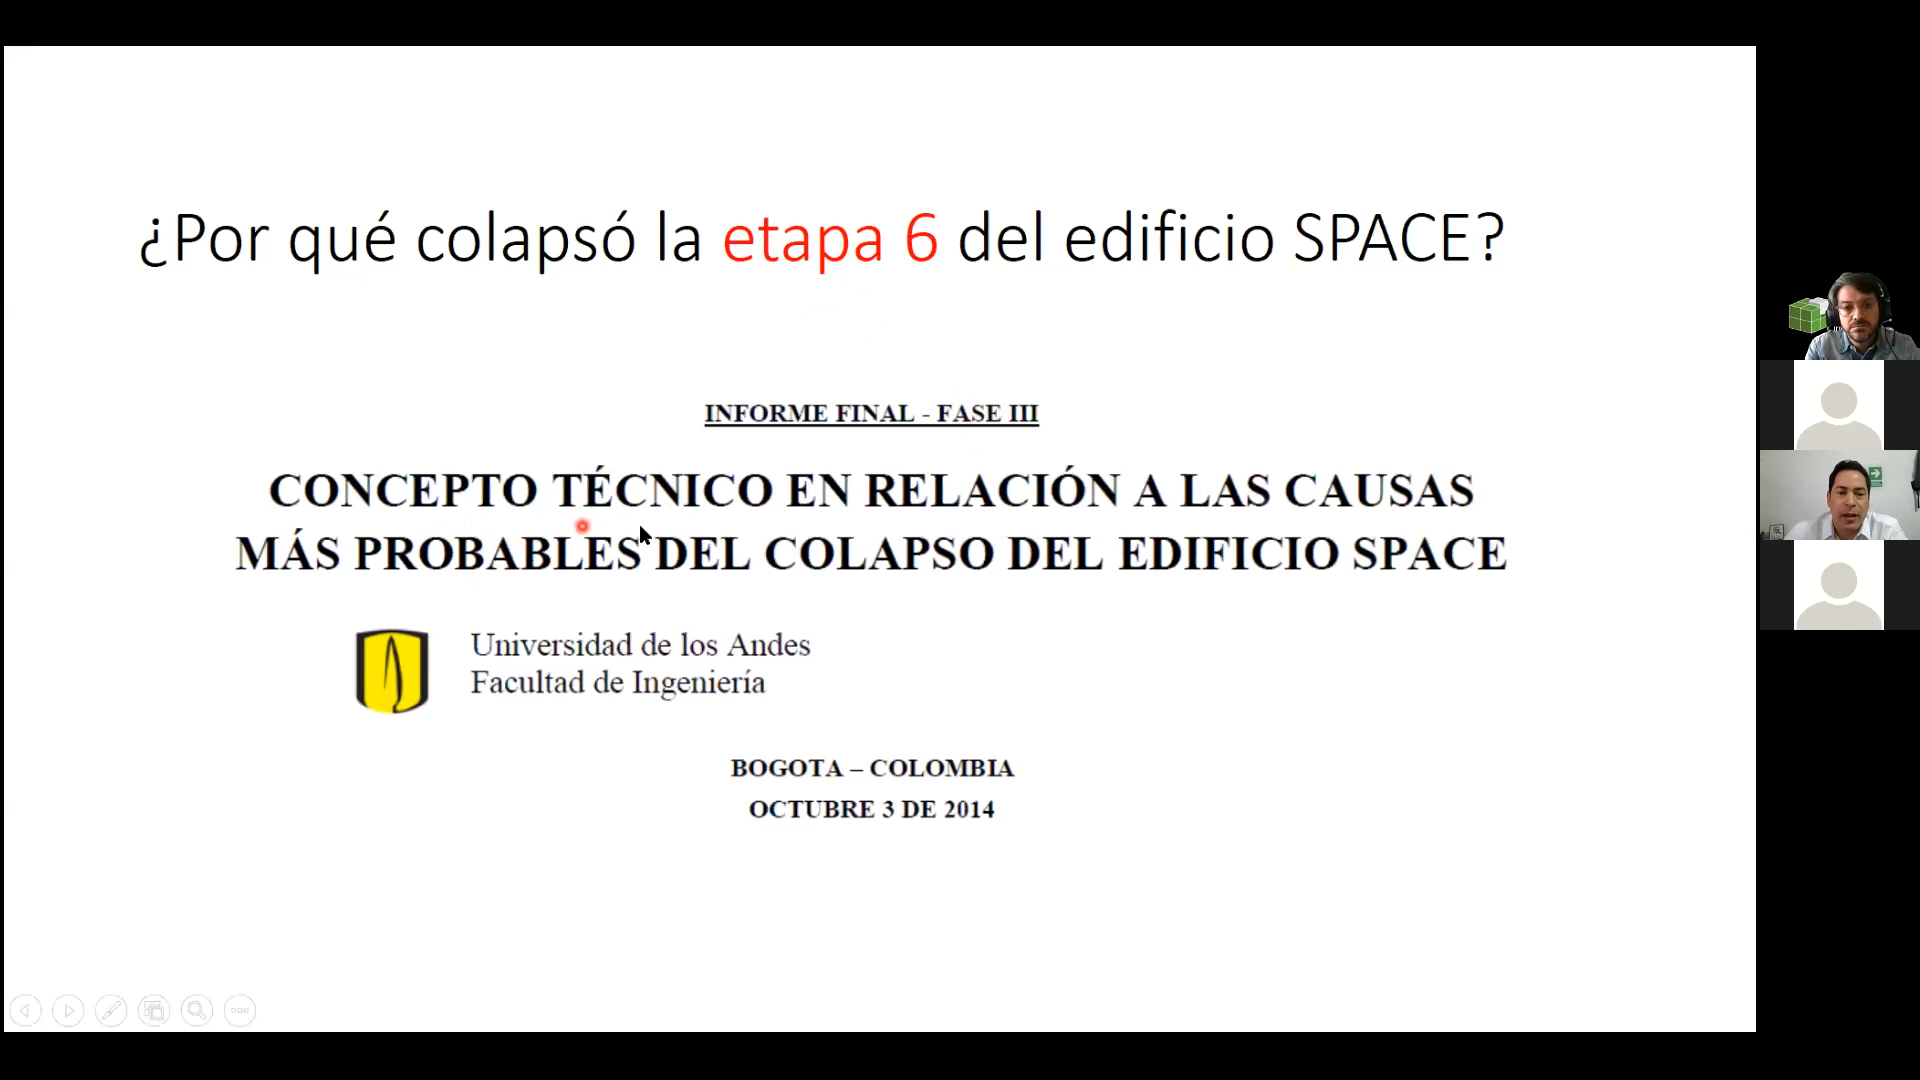 ¿Por qué colapsó la etapa 6 del edificio SPACE?
INFORME FINAL - FASE III
CONCEPTO TÉCNICO EN RELACIÓN A LAS CAUSAS
MÁS PROBABLES DEL COLAPSO DEL EDIFICIO SPACE
Universidad de los Andes
Facultad de Ingeniería
BOGOTA – COLOMBIA
OCTUBRE 3 DE 2014